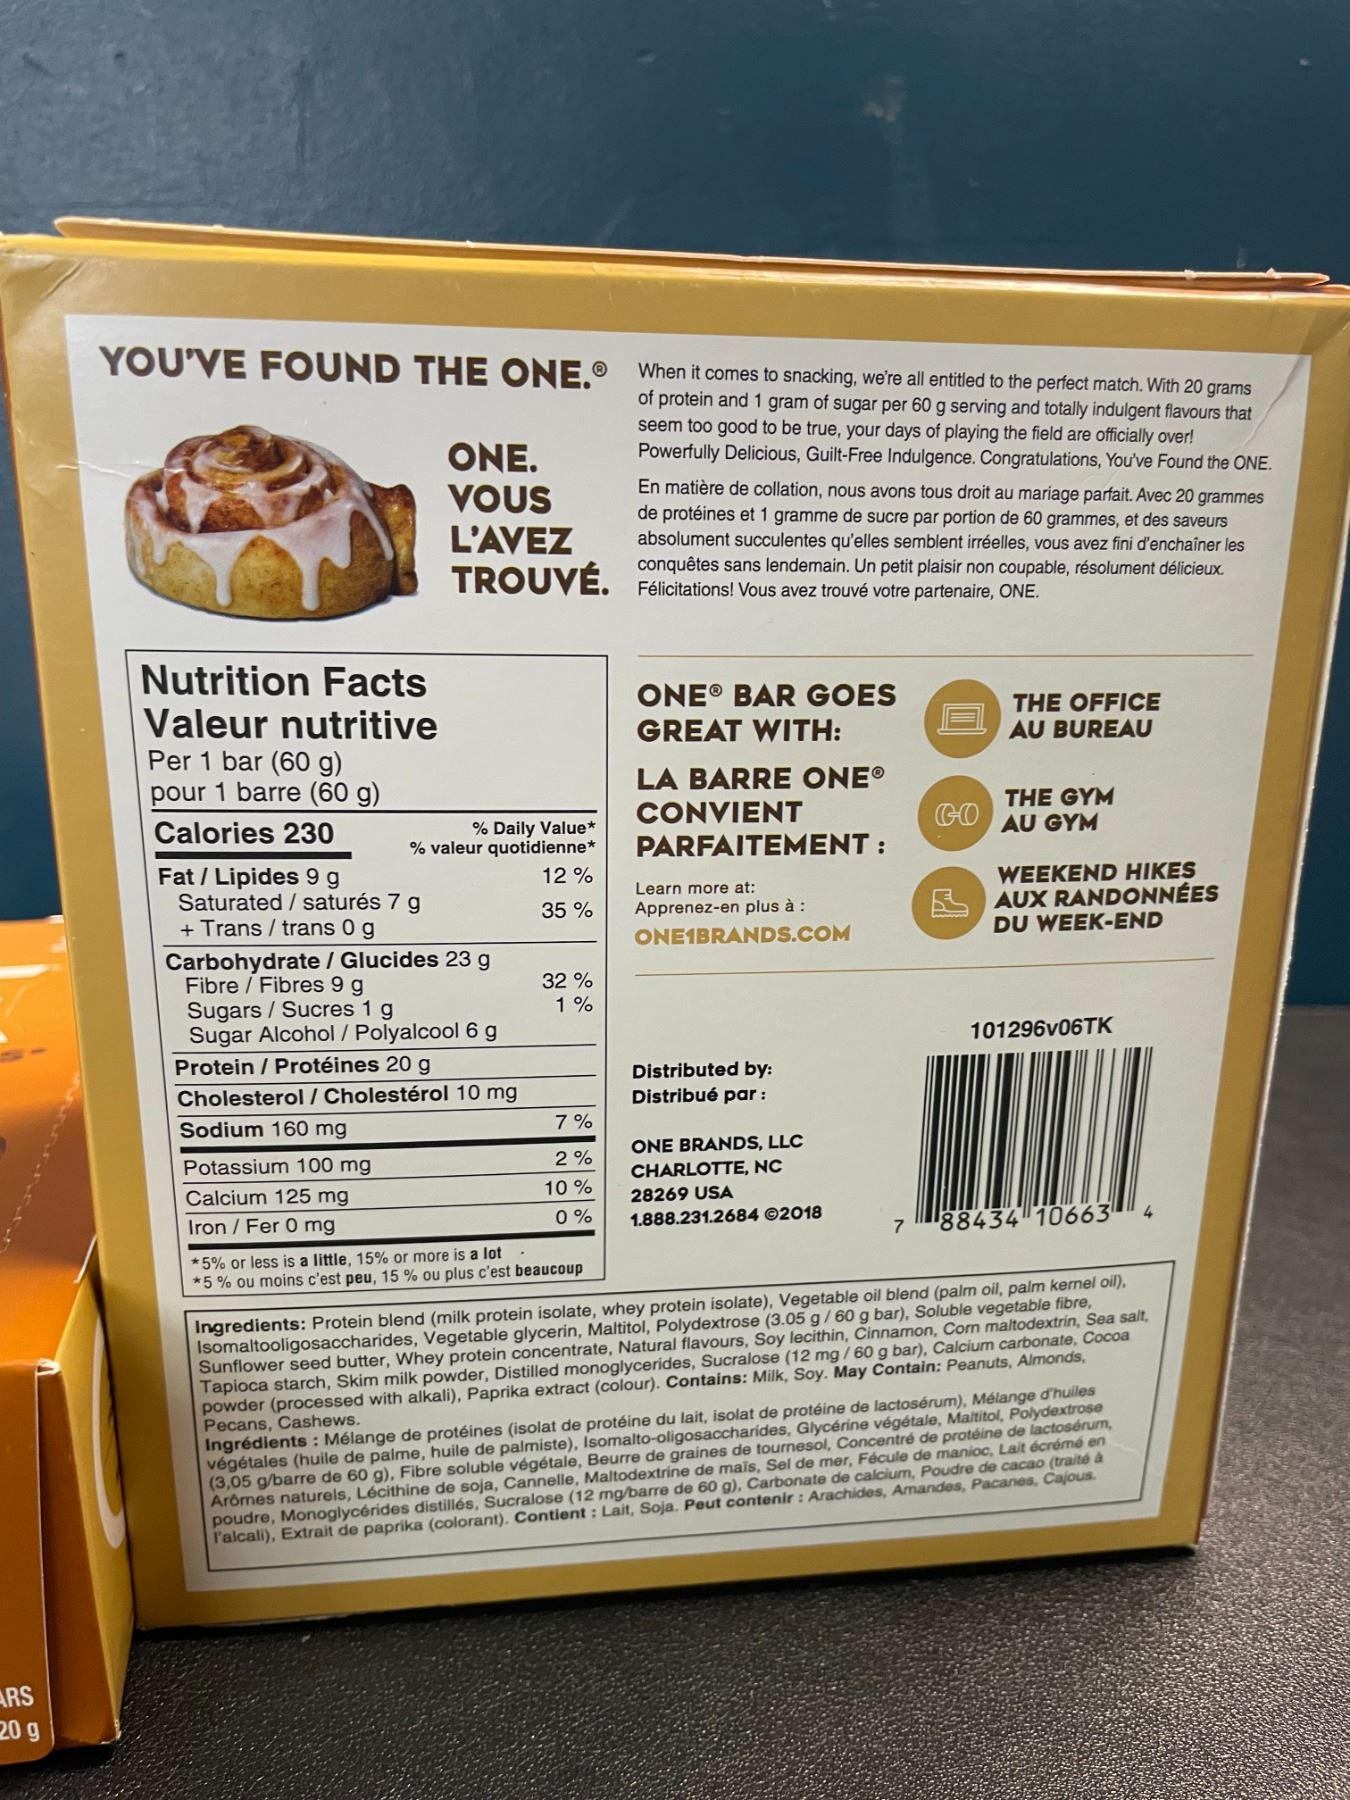 YOU'VE FOUND THE ONE.®
ONE.
VOUS
L'AVEZ
TROUVÉ.
When it comes to snacking, we're all entitled to the perfect match. With 20 grams
of protein and 1 gram of sugar per 60 g serving and totally indulgent flavours that
seem too good to be true, your days of playing the field are officially over!
Powerfully Delicious, Guilt-Free Indulgence. Congratulations, You've Found the ONE.
En matière de collation, nous avons tous droit au mariage parfait. Avec 20 grammes
de protéines et 1 gramme de sucre par portion de 60 grammes, et des saveurs
absolument succulentes qu'elles semblent irréelles, vous avez fini d'enchaîner les
conquêtes sans lendemain. Un petit plaisir non coupable, résolument délicieux.
Félicitations! Vous avez trouvé votre partenaire, ONE.
Nutrition Facts
Valeur nutritive
Per 1 bar (60 g)
pour 1 barre (60 g)
Calories 230
% Daily Value*
% valeur quotidienne*
Fat / Lipides 9 g 12 %
Saturated / saturés 7 g
+ Trans / trans 0 g 35 %
Carbohydrate / Glucides 23 g
Fibre / Fibres 9 g 32 %
Sugars / Sucres 1 g 1 %
Sugar Alcohol / Polyalcool 6 g
Protein / Protéines 20 g
Cholesterol / Cholestérol 10 mg
Sodium 160 mg 7 %
Potassium 100 mg 2 %
Calcium 125 mg 10 %
Iron / Fer 0 mg 0 %
*5% or less is a little, 15% or more is a lot
*5 % ou moins c'est peu, 15 % ou plus c'est beaucoup
ONE® BAR GOES
GREAT WITH:
LA BARRE ONE®
CONVIENT
PARFAITEMENT :
Learn more at:
Apprenez-en plus à :
ONE1BRANDS.COM
THE OFFICE
AU BUREAU
THE GYM
AU GYM
WEEKEND HIKES
AUX RANDONNÉES
DU WEEK-END
Distributed by:
Distribué par :
ONE BRANDS, LLC
CHARLOTTE, NC
28269 USA
1.888.231.2684 ©2018
101296v06TK
7 88434 10663 4
Ingredients: Protein blend (milk protein isolate, whey protein isolate), Vegetable oil blend (palm oil, palm kernel oil),
Isomaltooligosaccharides, Vegetable glycerin, Maltitol, Polydextrose (3.05 g / 60 g bar), Soluble vegetable fibre,
Sunflower seed butter, Whey protein concentrate, Natural flavours, Soy lecithin, Cinnamon, Corn maltodextrin, Sea salt,
Tapioca starch, Skim milk powder, Distilled monoglycerides, Sucralose (12 mg / 60 g bar), Calcium carbonate, Cocoa
powder (processed with alkali), Paprika extract (colour). Contains: Milk, Soy. May Contain: Peanuts, Almonds,
Pecans, Cashews.
Ingrédients : Mélange de protéines (isolat de protéine du lait, isolat de protéine de lactosérum), Mélange d'huiles
végétales (huile de palme, huile de palmiste), Isomalto-oligosaccharides, Glycérine végétale, Maltitol, Polydextrose
(3,05 g/barre de 60 g), Fibre soluble végétale, Beurre de graines de tournesol, Concentré de protéine de lactosérum,
Arômes naturels, Lécithine de soja, Cannelle, Maltodextrine de maïs, Sel de mer, Fécule de manioc, Lait écrémé en
poudre, Monoglycérides distillés, Sucralose (12 mg/barre de 60 g), Carbonate de calcium, Poudre de cacao (traité à
l'alcali), Extrait de paprika (colorant). Contient : Lait, Soja. Peut contenir : Arachides, Amandes, Pacanes, Cajous.
ARS
20 g